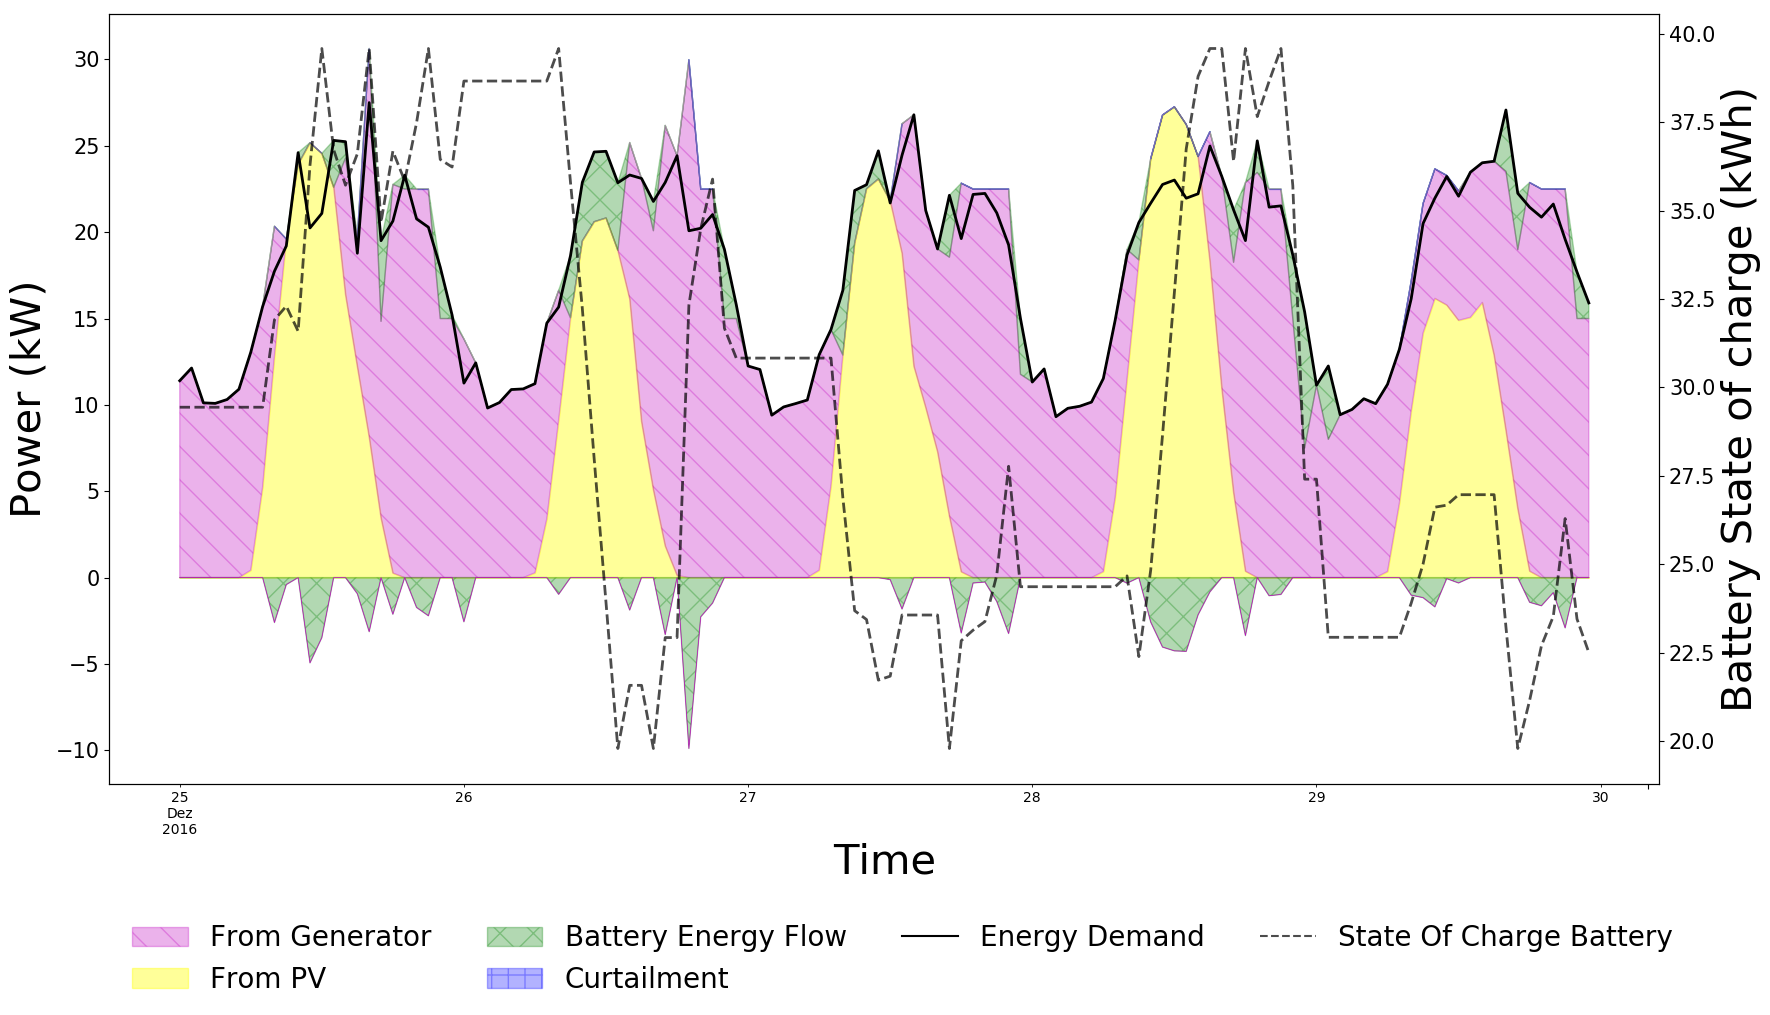 Power (kW)
30
25
20
15
10
5
0
−5
−10
40.0
37.5
35.0
32.5
30.0
27.5
25.0
22.5
20.0
Battery State of charge (kWh)
25
Dez
2016
26
27
28
29
30
Time
From Generator
Battery Energy Flow
Energy Demand
State Of Charge Battery
From PV
Curtailment